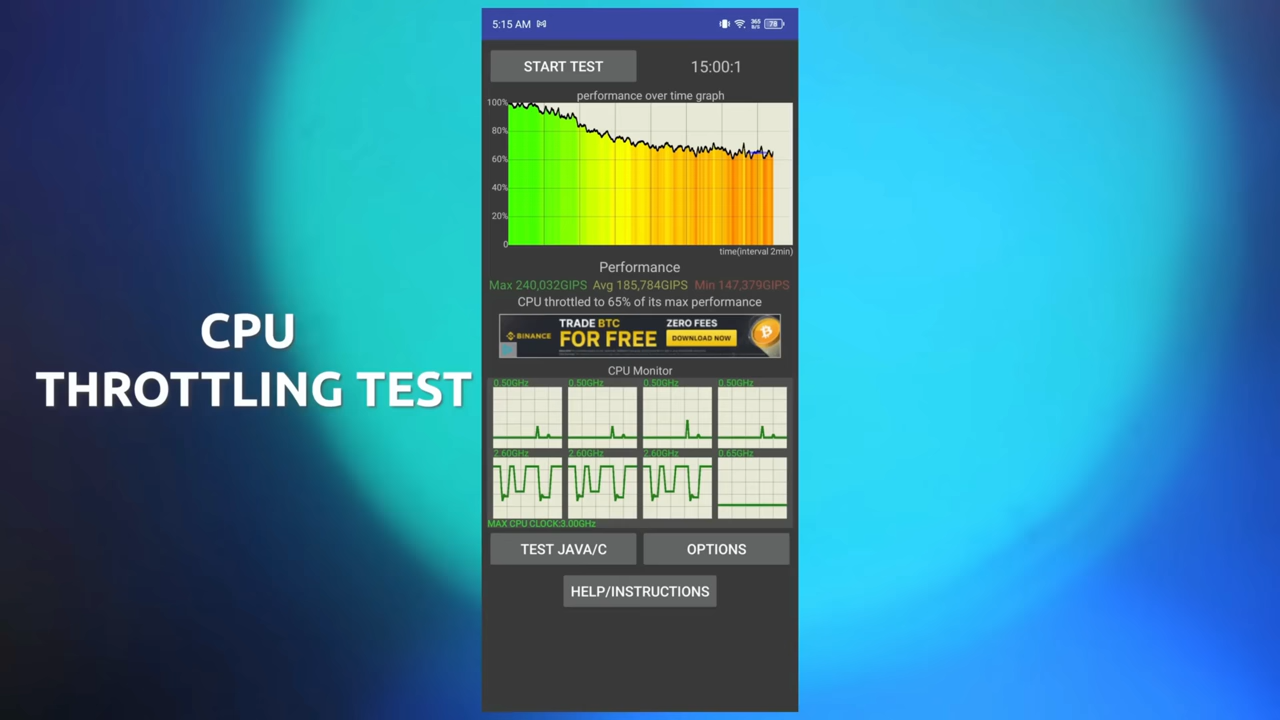 CPU
THROTTLING TEST
5:15 AM
365
B/S
78
START TEST
15:00:1
performance over time graph
100%
80%
60%
40%
20%
0
time(interval 2min)
Performance
Max 240,032GIPS Avg 185,784GIPS Min 147,379GIPS
CPU throttled to 65% of its max performance
BINANCE
TRADE BTC
FOR FREE
ZERO FEES
DOWNLOAD NOW
CPU Monitor
0.50GHz 0.50GHz 0.50GHz 0.50GHz
2.60GHz 2.60GHz 2.60GHz 0.65GHz
MAX CPU CLOCK:3.00GHz
TEST JAVA/C
OPTIONS
HELP/INSTRUCTIONS